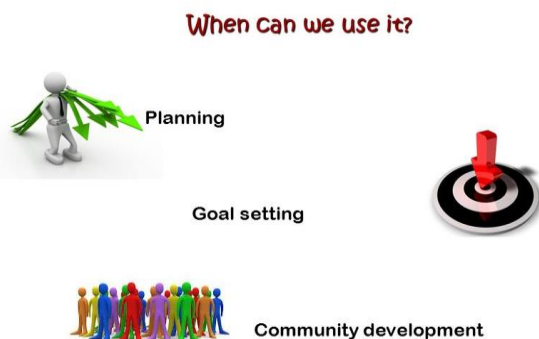 When can we use it?
Planning
Goal setting
Community development